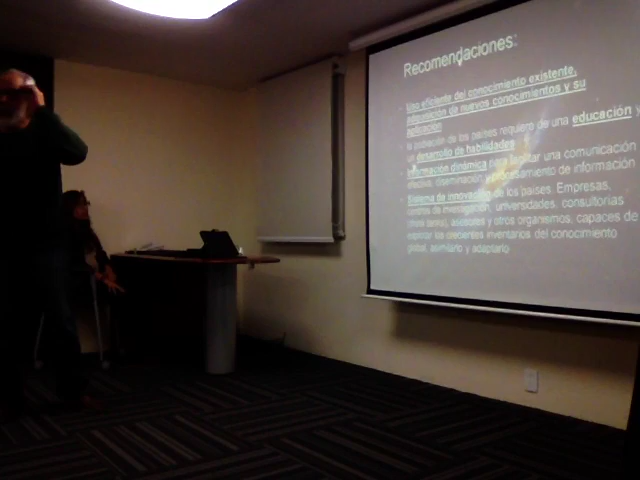 Recomendaciones:
Uso eficiente del conocimiento existente,
adquisición de nuevos conocimientos y su
aplicación
la población de los países requiere de una educación y
un desarrollo de habilidades
Información dinámica para facilitar una comunicación
efectiva, diseminación y procesamiento de información
Sistema de innovación de los países. Empresas,
centros de investigación, universidades, consultorías
(think tanks), asesores y otros organismos, capaces de
los crecientes inventarios del conocimiento
global, asimilarlo y adaptarlo